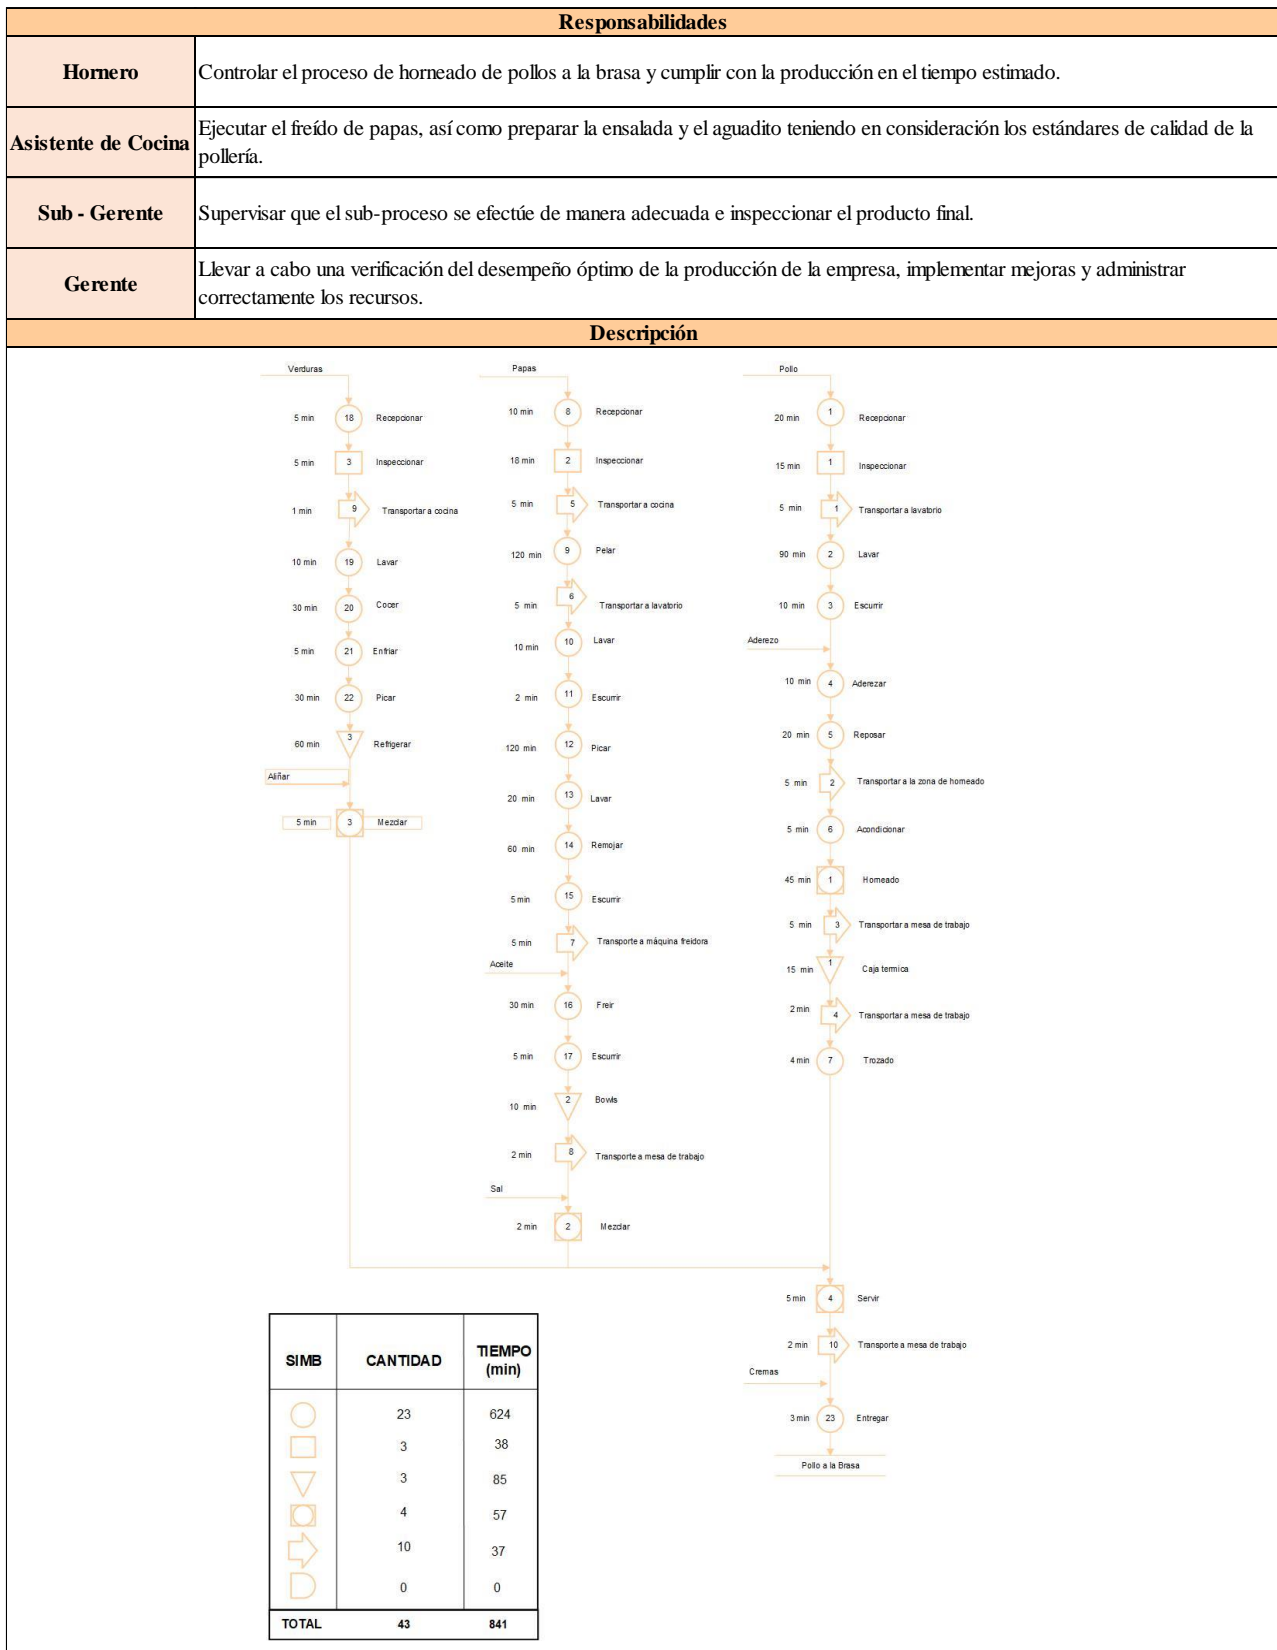 Responsabilidades
Hornero
Controlar el proceso de horneado de pollos a la brasa y cumplir con la producción en el tiempo estimado.
Asistente de Cocina
Ejecutar el freído de papas, así como preparar la ensalada y el aguadito teniendo en consideración los estándares de calidad de la
pollería.
Sub - Gerente
Supervisar que el sub-proceso se efectúe de manera adecuada e inspeccionar el producto final.
Gerente
Llevar a cabo una verificación del desempeño óptimo de la producción de la empresa, implementar mejoras y administrar
correctamente los recursos.
Descripción
Verduras
5 min 18 Recepcionar
5 min 3 Inspeccionar
1 min 9 Transportar a cocina
10 min 19 Lavar
30 min 20 Cocer
5 min 21 Enfriar
30 min 22 Picar
60 min 3 Refrigerar
Aliñar
5 min 3 Mezclar
Papas
10 min 8 Recepcionar
18 min 2 Inspeccionar
5 min 5 Transportar a cocina
120 min 9 Pelar
5 min 6 Transportar a lavatorio
10 min 10 Lavar
2 min 11 Escurrir
120 min 12 Picar
20 min 13 Lavar
60 min 14 Remojar
5 min 15 Escurrir
5 min 7 Transporte a máquina freidora
Aceite
30 min 16 Freir
5 min 17 Escurrir
10 min 2 Bowls
2 min 8 Transporte a mesa de trabajo
Sal
2 min 2 Mezclar
Pollo
20 min 1 Recepcionar
15 min 1 Inspeccionar
5 min 1 Transportar a lavatorio
90 min 2 Lavar
10 min 3 Escurrir
Aderezo
10 min 4 Aderezar
20 min 5 Reposar
5 min 2 Transportar a la zona de horneado
5 min 6 Acondicionar
45 min 1 Horneado
5 min 3 Transportar a mesa de trabajo
15 min 1 Caja termica
2 min 4 Transportar a mesa de trabajo
4 min 7 Trozado
5 min 4 Servir
2 min 10 Transporte a mesa de trabajo
Cremas
3 min 23 Entregar
Pollo a la Brasa
SIMB CANTIDAD TIEMPO
(min)
23 624
3 38
3 85
4 57
10 37
0 0
TOTAL 43 841